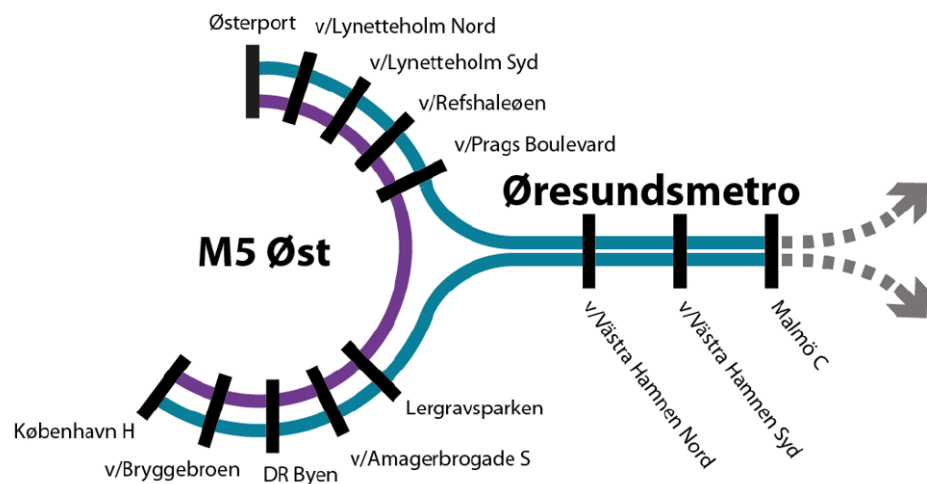 Østerport
v/Lynetteholm Nord
v/Lynetteholm Syd
v/Refshaleøen
v/Prags Boulevard
Øresundsmetro
M5 Øst
v/Västra Hamnen Nord
v/Västra Hamnen Syd
Malmö C
Lergravsparken
København H
v/Bryggebroen
DR Byen
v/Amagerbrogade S